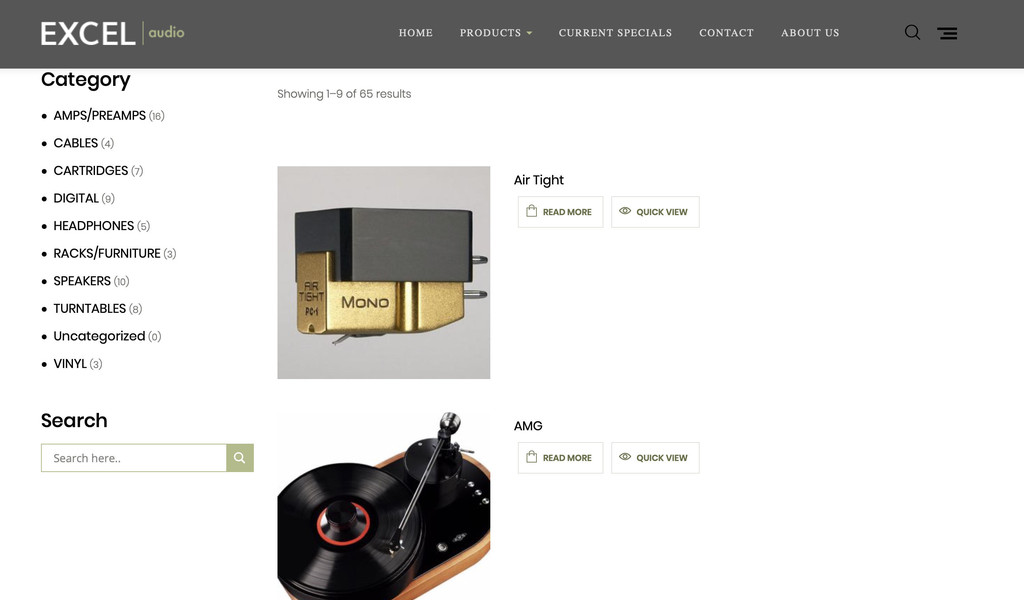 EXCEL audio
HOME PRODUCTS CURRENT SPECIALS CONTACT ABOUT US
Category
AMPS/PREAMPS (16)
CABLES (4)
CARTRIDGES (7)
DIGITAL (9)
HEADPHONES (5)
RACKS/FURNITURE (3)
SPEAKERS (10)
TURNTABLES (8)
Uncategorized (0)
VINYL (3)
Search
Search here..
Showing 1–9 of 65 results
AIR
TIGHT
PC-1
MONO
Air Tight
READ MORE QUICK VIEW
AMG
READ MORE QUICK VIEW